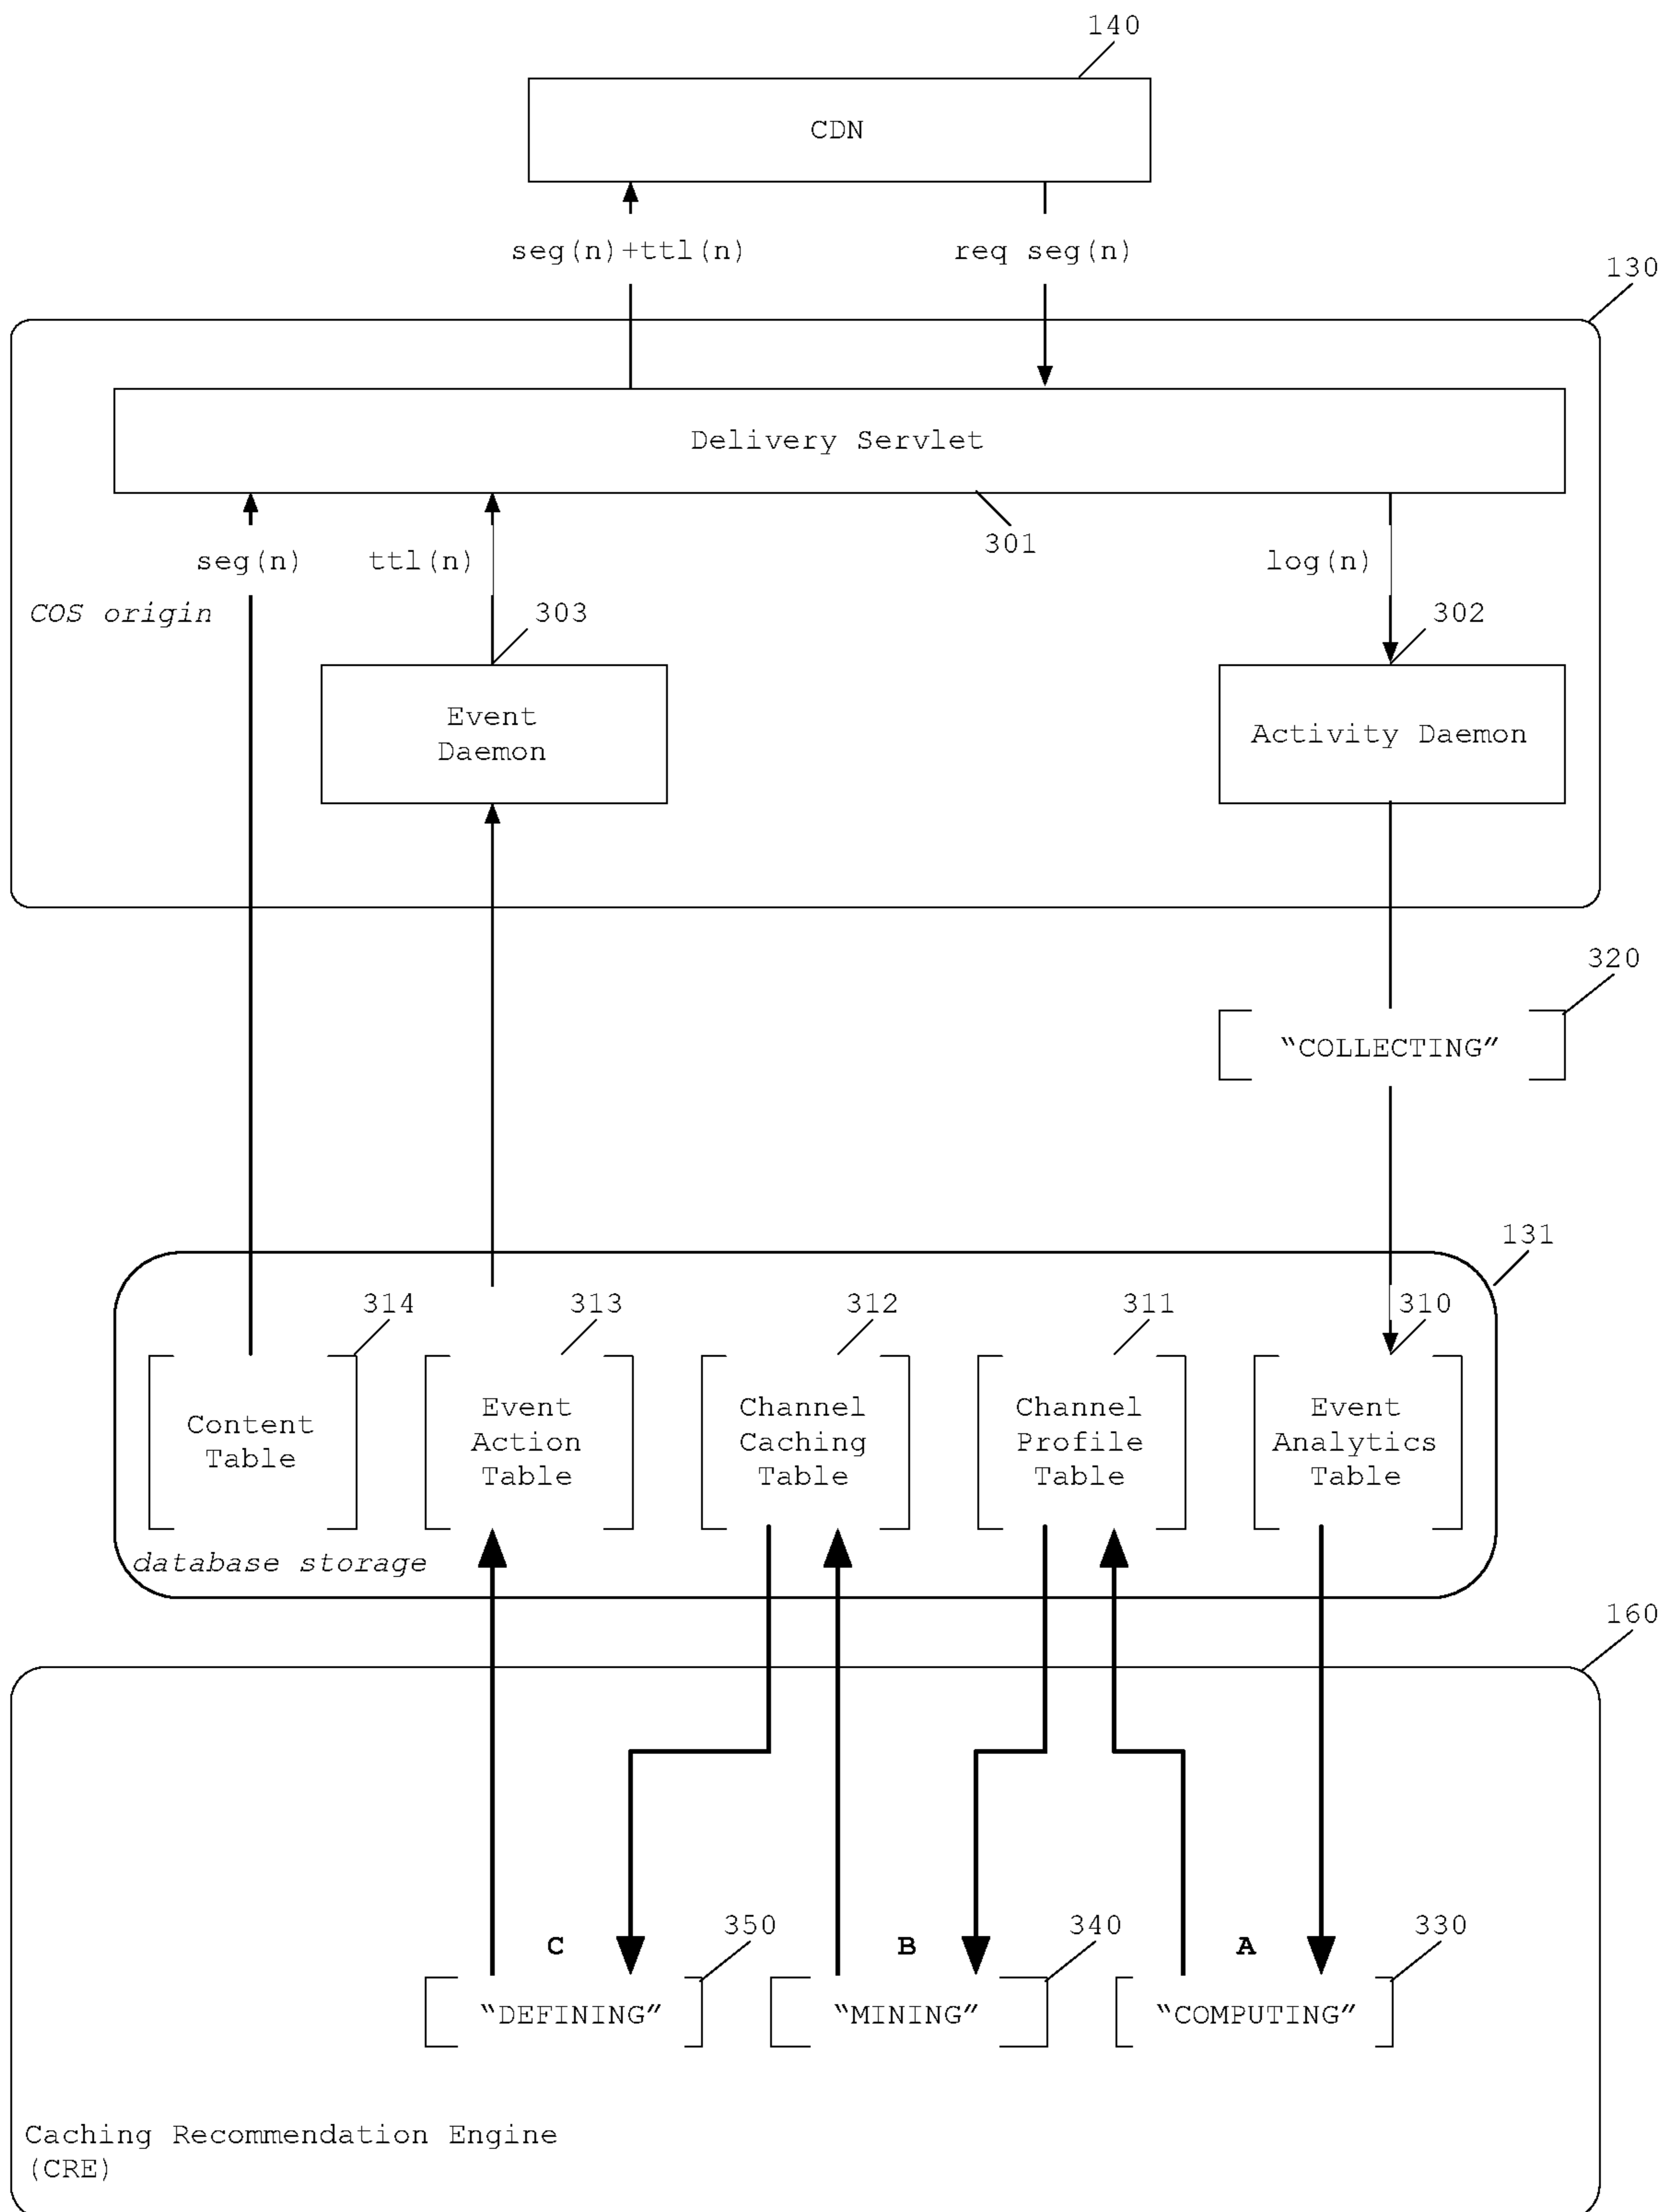 140
CDN
seg(n)+ttl(n)
req seg(n)
130
Delivery Servlet
301
seg(n)
ttl(n)
log(n)
COS origin
303
302
Event
Daemon
Activity Daemon
320
“COLLECTING”
131
314
313
312
311
310
Content
Table
Event
Action
Table
Channel
Caching
Table
Channel
Profile
Table
Event
Analytics
Table
database storage
160
C
350
B
340
A
330
“DEFINING”
“MINING”
“COMPUTING”
Caching Recommendation Engine
(CRE)